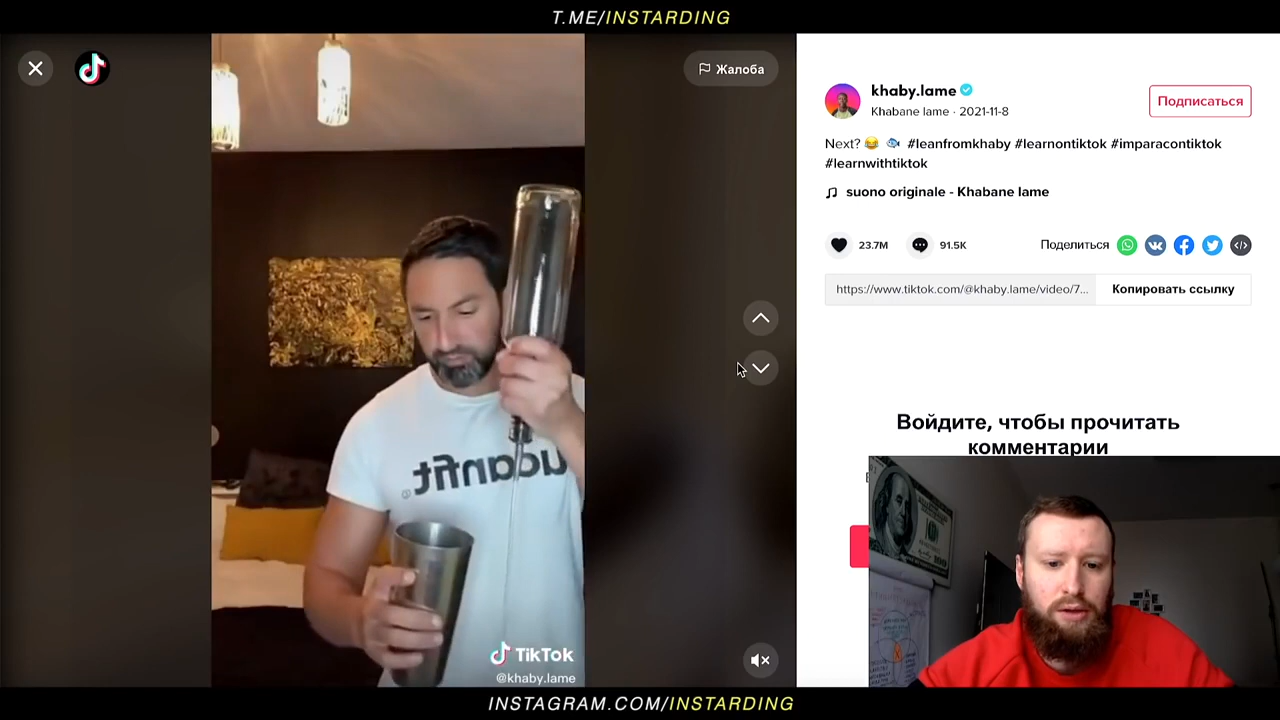 T.ME/INSTARDING
Жалоба
khaby.lame
Khabane lame · 2021-11-8
Подписаться
Next? 😂 🐟 #leanfromkhaby #learnontiktok #imparacontiktok
#learnwithtiktok
suono originale - Khabane lame
23.7M
91.5K
Поделиться
https://www.tiktok.com/@khaby.lame/video/7...
Копировать ссылку
Войдите, чтобы прочитать
комментарии
ucanfit
100
TikTok
@khaby.lame
INSTAGRAM.COM/INSTARDING